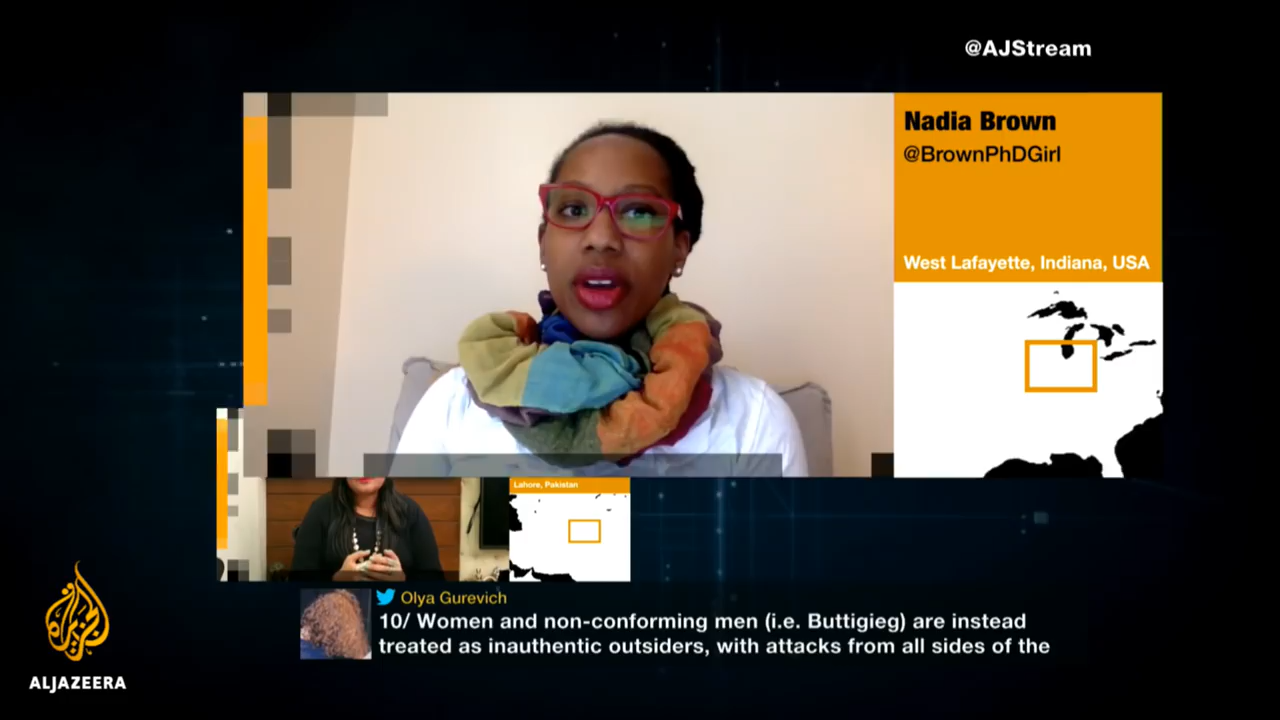 @AJStream
Nadia Brown
@BrownPhDGirl
West Lafayette, Indiana, USA
Lahore, Pakistan
Olya Gurevich
10/ Women and non-conforming men (i.e. Buttigieg) are instead
treated as inauthentic outsiders, with attacks from all sides of the
الجزيرة
ALJAZEERA